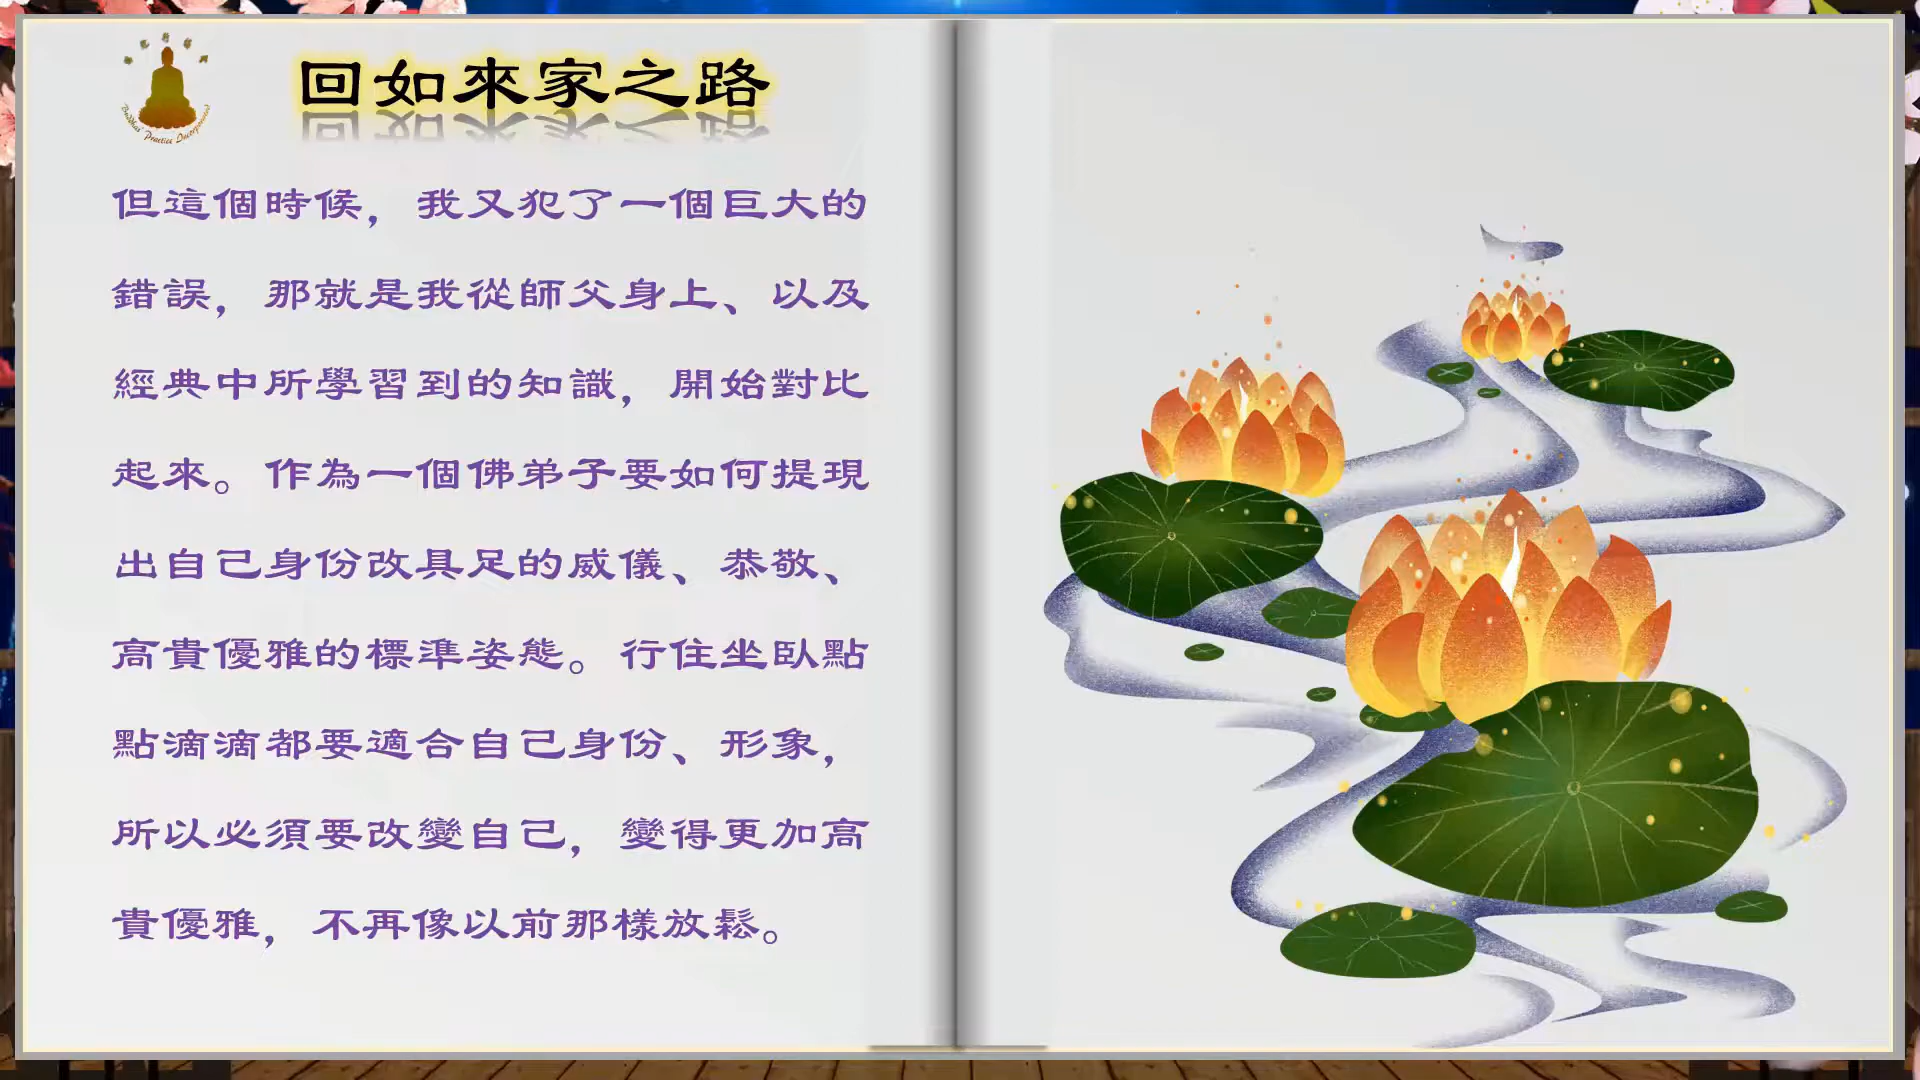 回如來家之路
但這個時候，我又犯了一個巨大的
錯誤，那就是我從師父身上、以及
經典中所學習到的知識，開始對比
起來。作為一個佛弟子要如何提現
出自己身份改具足的威儀、恭敬、
高貴優雅的標準姿態。行住坐臥點
點滴滴都要適合自己身份、形象，
所以必須要改變自己，變得更加高
貴優雅，不再像以前那樣放鬆。